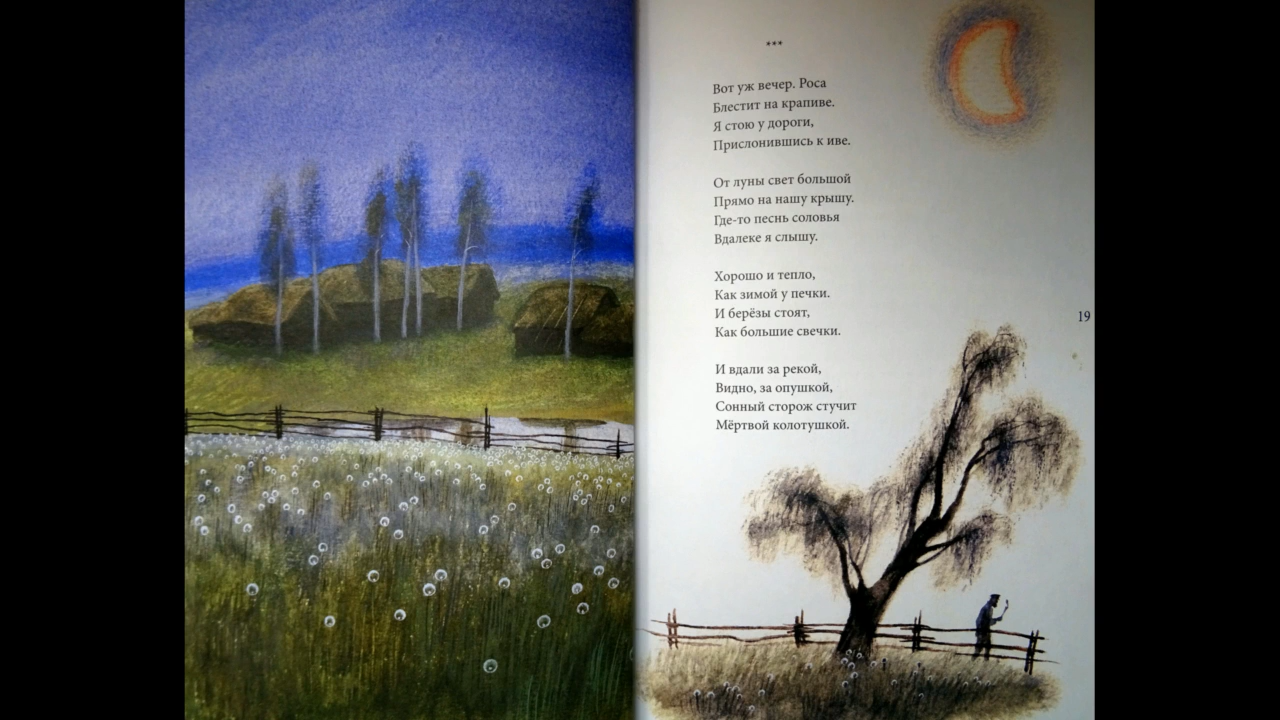 ***
Вот уж вечер. Роса
Блестит на крапиве.
Я стою у дороги,
Прислонившись к иве.
От луны свет большой
Прямо на нашу крышу.
Где-то песнь соловья
Вдалеке я слышу.
Хорошо и тепло,
Как зимой у печки.
И берёзы стоят,
Как большие свечки.
И вдали за рекой,
Видно, за опушкой,
Сонный сторож стучит
Мёртвой колотушкой.
19